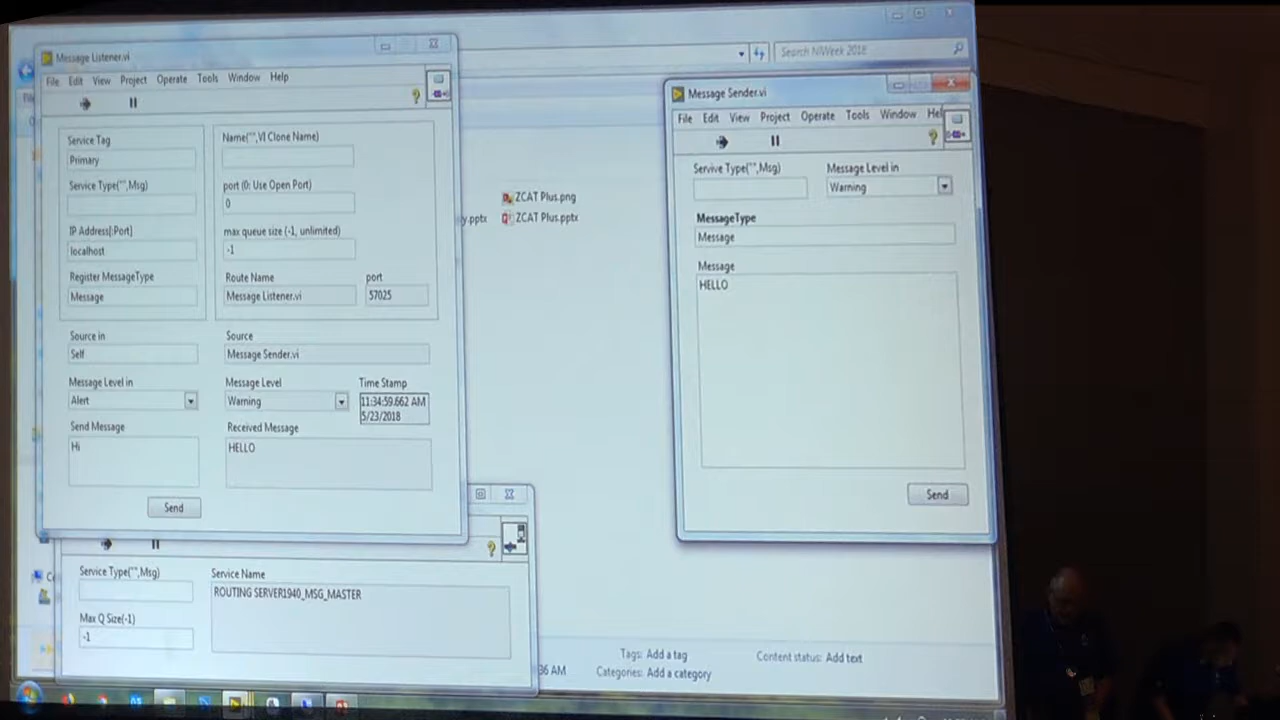 Message Listener.vi
File Edit View Project Operate Tools Window Help
Service Tag
Primary
Service Type("",Msg)
IP Address[:Port]
localhost
Register MessageType
Message
Name("",VI Clone Name)
port (0: Use Open Port)
0
max queue size (-1, unlimited)
-1
Route Name
Message Listener.vi
port
57025
Source in
Self
Source
Message Sender.vi
Message Level in
Alert
Message Level
Warning
Time Stamp
11:34:59.662 AM
5/23/2018
Send Message
Hi
Received Message
HELLO
Send
Service Type("",Msg)
Max Q Size(-1)
-1
Service Name
ROUTING SERVER1940_MSG_MASTER
Search NIWeek 2018
y.pptx
ZCAT Plus.png
ZCAT Plus.pptx
Message Sender.vi
File Edit View Project Operate Tools Window Hel
Servive Type("",Msg)
Message Level in
Warning
MessageType
Message
Message
HELLO
Send
36 AM
Tags: Add a tag
Categories: Add a category
Content status: Add text